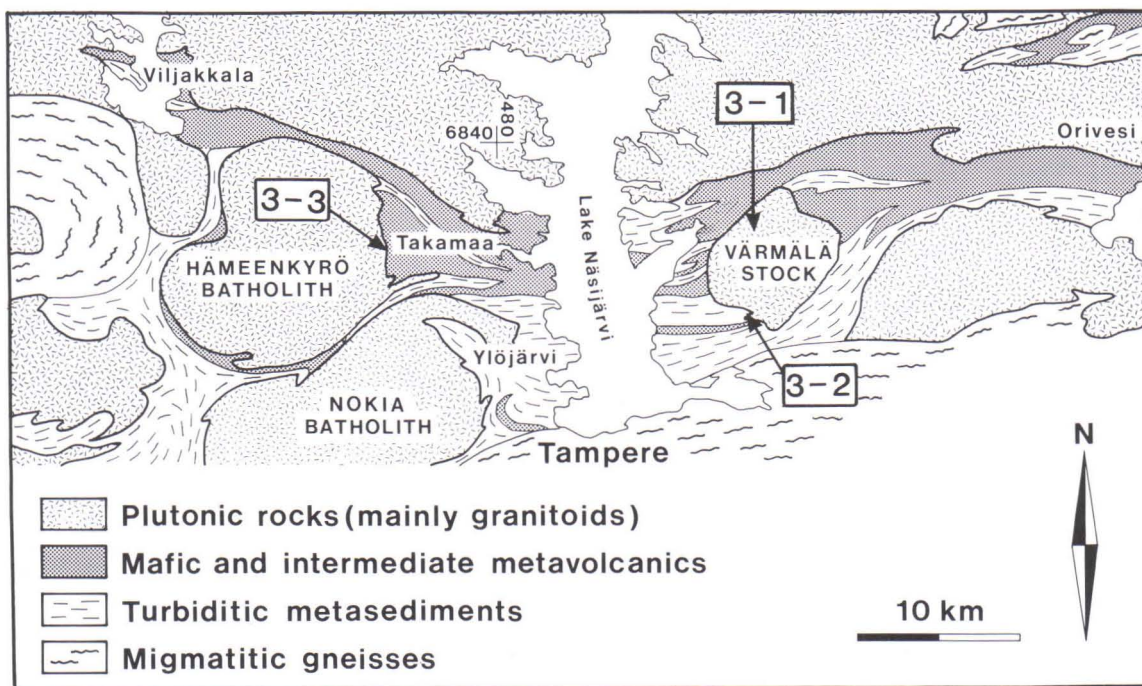 Viljakkala
3-1
480
6840
Orivesi
3-3
Lake Näsijärvi
Takamaa
VÄRMÄLÄ
STOCK
HÄMEENKYRÖ
BATHOLITH
Ylöjärvi
3-2
NOKIA
BATHOLITH
Tampere
N
Plutonic rocks (mainly granitoids)
Mafic and intermediate metavolcanics
Turbiditic metasediments
10 km
Migmatitic gneisses